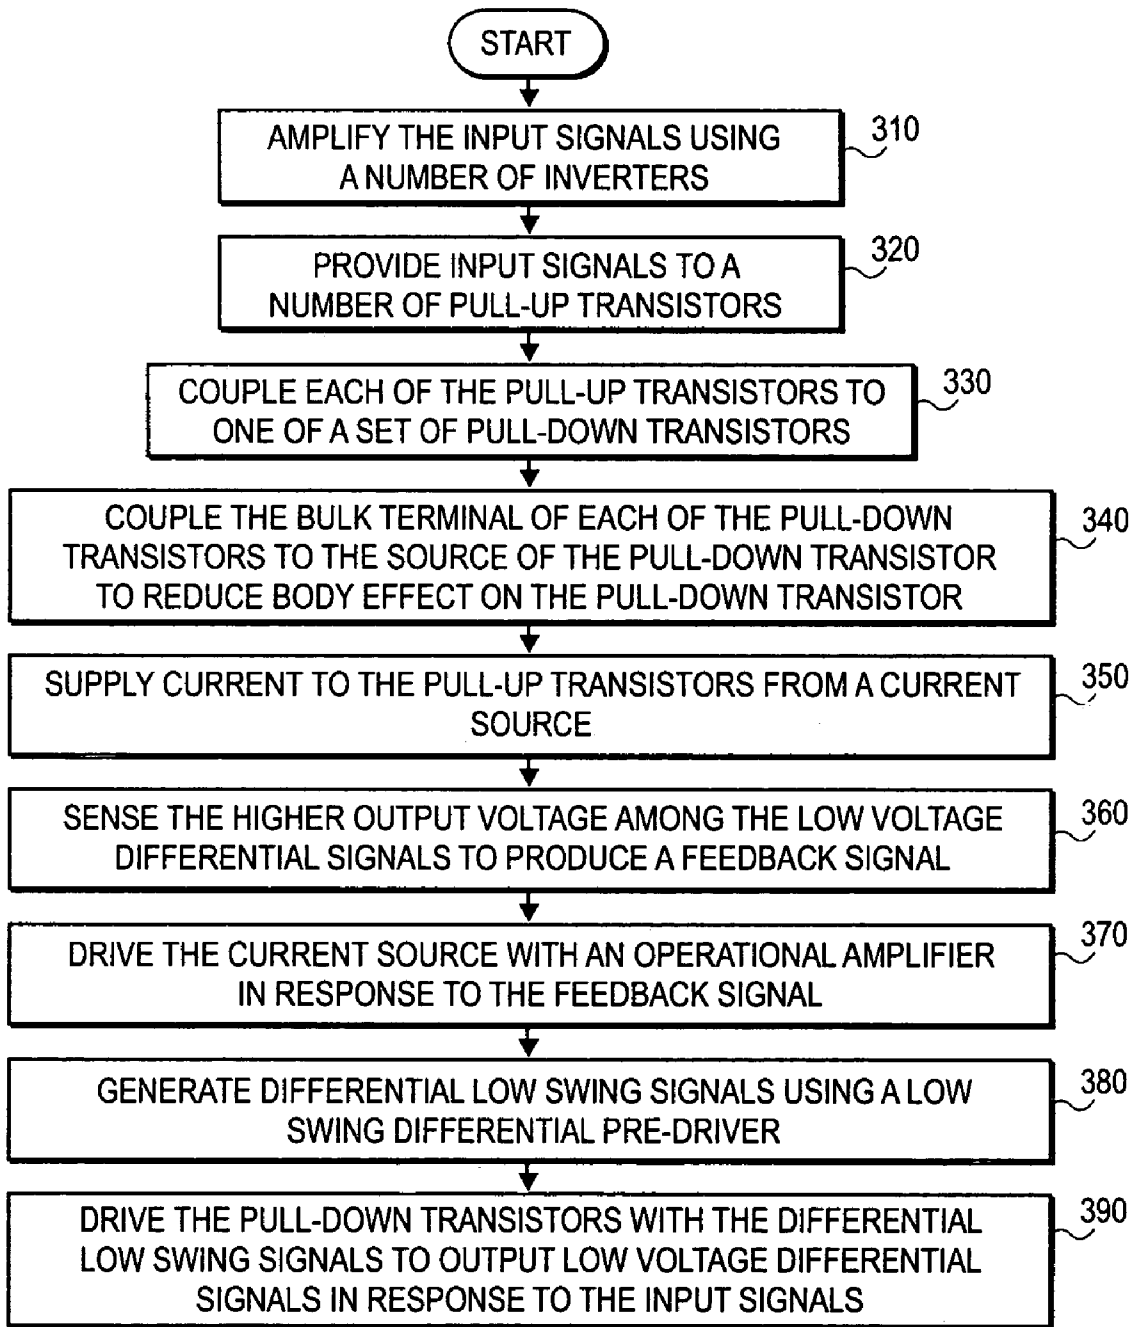 START
AMPLIFY THE INPUT SIGNALS USING
A NUMBER OF INVERTERS
310
PROVIDE INPUT SIGNALS TO A
NUMBER OF PULL-UP TRANSISTORS
320
COUPLE EACH OF THE PULL-UP TRANSISTORS TO
ONE OF A SET OF PULL-DOWN TRANSISTORS
330
COUPLE THE BULK TERMINAL OF EACH OF THE PULL-DOWN
TRANSISTORS TO THE SOURCE OF THE PULL-DOWN TRANSISTOR
TO REDUCE BODY EFFECT ON THE PULL-DOWN TRANSISTOR
340
SUPPLY CURRENT TO THE PULL-UP TRANSISTORS FROM A CURRENT
SOURCE
350
SENSE THE HIGHER OUTPUT VOLTAGE AMONG THE LOW VOLTAGE
DIFFERENTIAL SIGNALS TO PRODUCE A FEEDBACK SIGNAL
360
DRIVE THE CURRENT SOURCE WITH AN OPERATIONAL AMPLIFIER
IN RESPONSE TO THE FEEDBACK SIGNAL
370
GENERATE DIFFERENTIAL LOW SWING SIGNALS USING A LOW
SWING DIFFERENTIAL PRE-DRIVER
380
DRIVE THE PULL-DOWN TRANSISTORS WITH THE DIFFERENTIAL
LOW SWING SIGNALS TO OUTPUT LOW VOLTAGE DIFFERENTIAL
SIGNALS IN RESPONSE TO THE INPUT SIGNALS
390